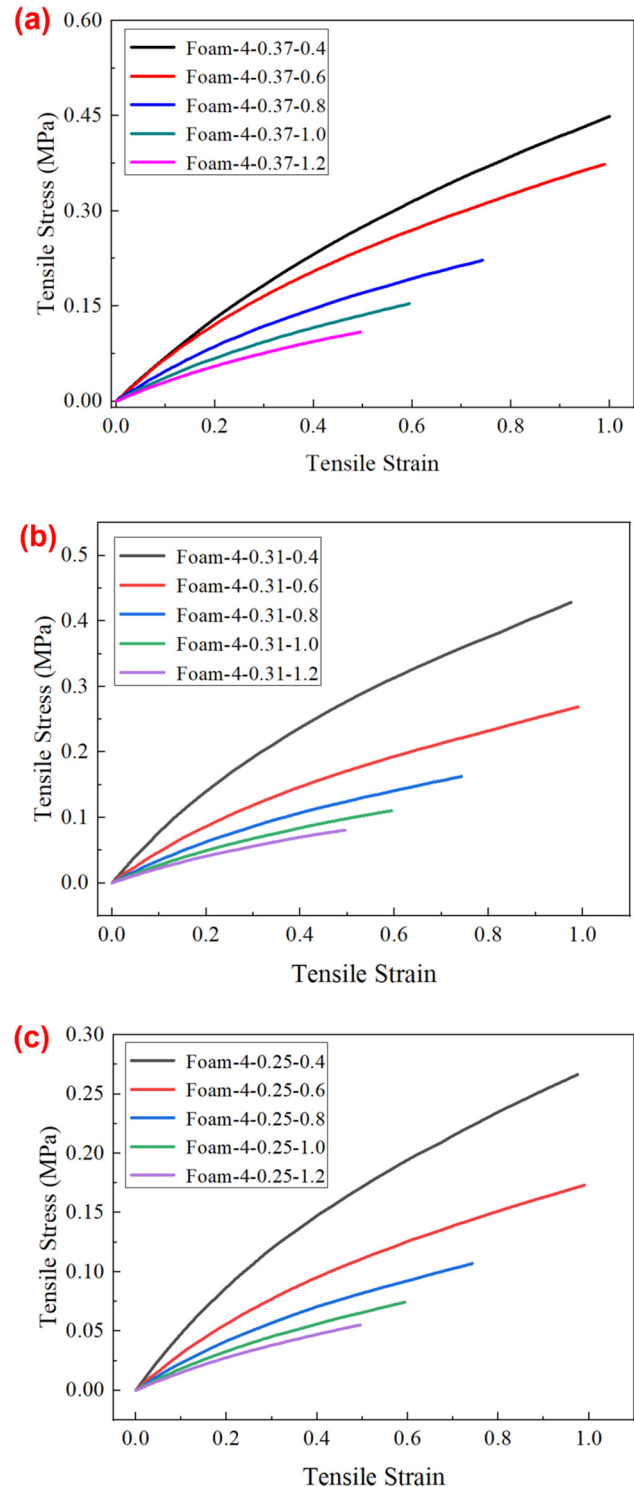 (a)
0.60
0.45
0.30
0.15
0.00
Tensile Stress (MPa)
Foam-4-0.37-0.4
Foam-4-0.37-0.6
Foam-4-0.37-0.8
Foam-4-0.37-1.0
Foam-4-0.37-1.2
0.0 0.2 0.4 0.6 0.8 1.0
Tensile Strain
(b)
0.5
0.4
0.3
0.2
0.1
0.0
Tensile Stress (MPa)
Foam-4-0.31-0.4
Foam-4-0.31-0.6
Foam-4-0.31-0.8
Foam-4-0.31-1.0
Foam-4-0.31-1.2
0.0 0.2 0.4 0.6 0.8 1.0
Tensile Strain
(c)
0.30
0.25
0.20
0.15
0.10
0.05
0.00
Tensile Stress (MPa)
Foam-4-0.25-0.4
Foam-4-0.25-0.6
Foam-4-0.25-0.8
Foam-4-0.25-1.0
Foam-4-0.25-1.2
0.0 0.2 0.4 0.6 0.8 1.0
Tensile Strain